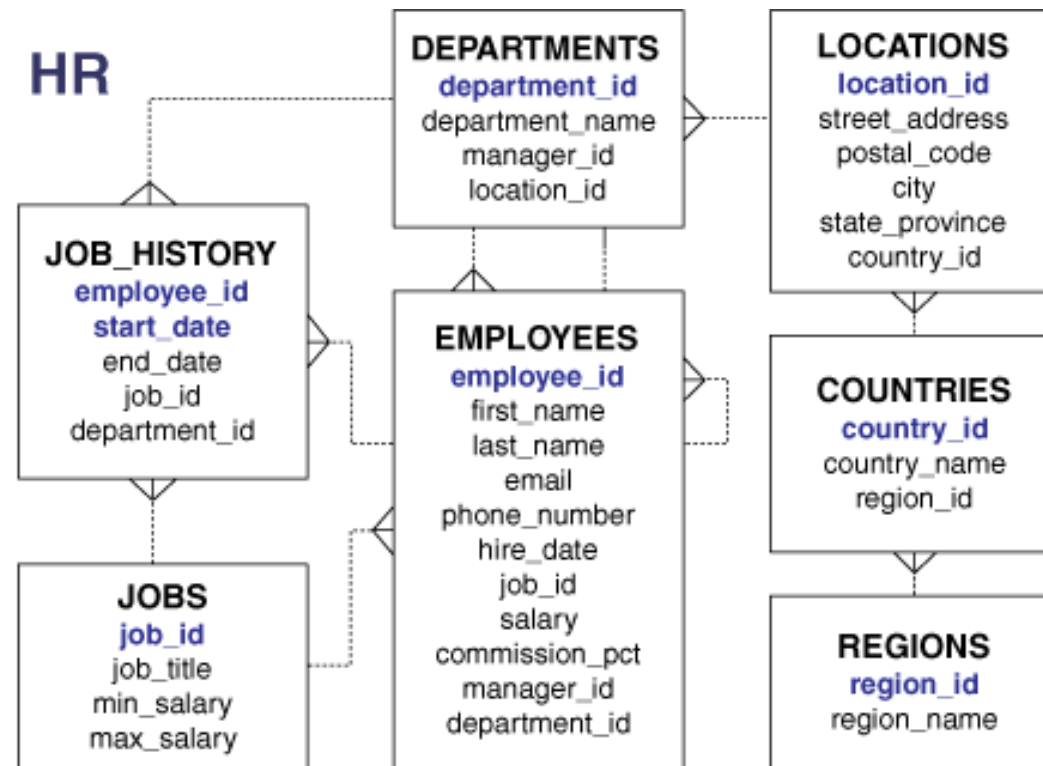 HR
DEPARTMENTS
department_id
department_name
manager_id
location_id
LOCATIONS
location_id
street_address
postal_code
city
state_province
country_id
JOB_HISTORY
employee_id
start_date
end_date
job_id
department_id
EMPLOYEES
employee_id
first_name
last_name
email
phone_number
hire_date
job_id
salary
commission_pct
manager_id
department_id
COUNTRIES
country_id
country_name
region_id
JOBS
job_id
job_title
min_salary
max_salary
REGIONS
region_id
region_name